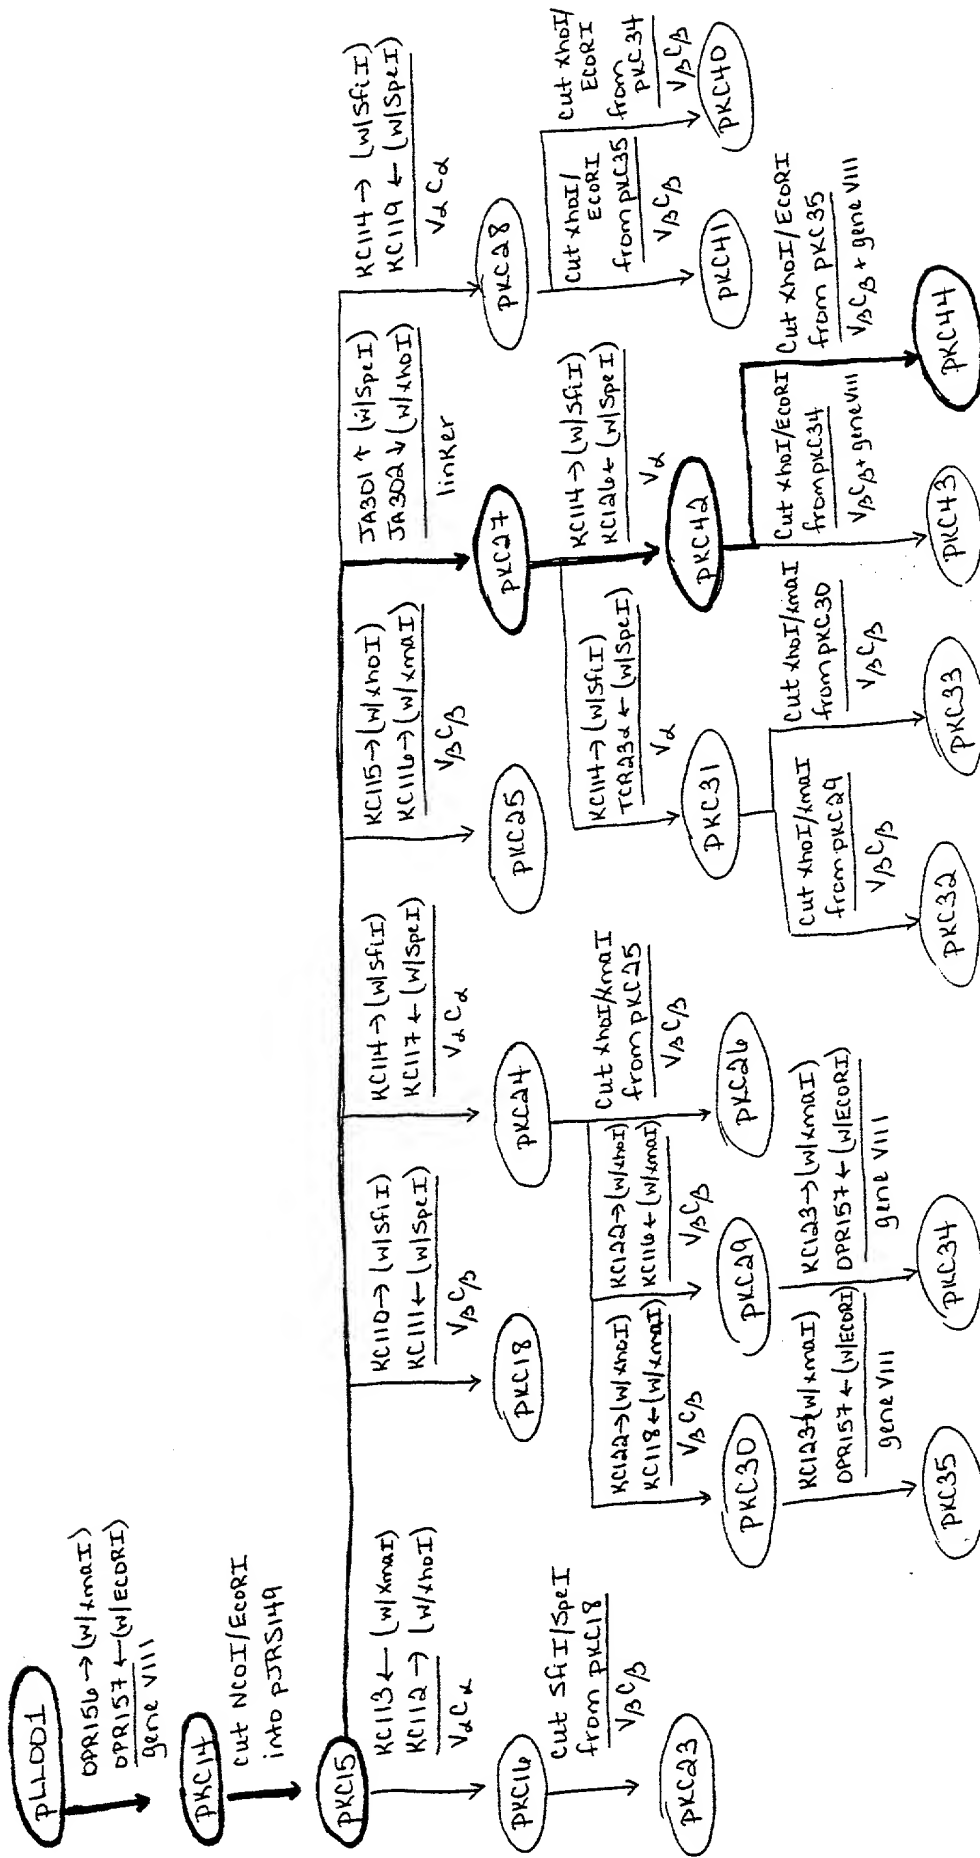 pLL001
OPR156→(w/XmaI)
OPR157←(w/ECORI)
gene VIII
PKC14
cut NCOI/EcoRI
into pJRS149
PKC15
KC113←(w/XmaI)
KC112→(w/XhoI)
VαCα
PKC16
Cut SfiI/SpeI
from pKC18
VβCβ
PKC23
KC110→(w/SfiI)
KC111←(w/SpeI)
VβCβ
PKC18
KC114→(w/SfiI)
KC117←(w/SpeI)
VαCα
PKC24
KC122→(w/XhoI)
KC118←(w/XmaI)
VβCβ
PKC30
KC123→(w/XmaI)
OPR157←(w/ECORI)
gene VIII
PKC35
KC122→(w/XhoI)
KC116←(w/XmaI)
VβCβ
PKC29
KC123→(w/XmaI)
OPR157←(w/ECORI)
gene VIII
PKC34
Cut XhoI/XmaI
from pKC25
VβCβ
PKC26
KC115→(w/XhoI)
KC116→(w/XmaI)
VβCβ
PKC25
JA301↑(w/SpeI)
JA302↓(w/XhoI)
linker
PKC27
KC114→(w/SfiI)
TCR23α←(w/SpeI)
Vα
PKC31
Cut XhoI/XmaI
from pKC29
VβCβ
PKC32
Cut XhoI/XmaI
from pKC30
VβCβ
PKC33
KC114→(w/SfiI)
KC126←(w/SpeI)
Vα
PKC42
Cut XhoI/ECORI
from pKC34
VβCβ+gene VIII
PKC43
Cut XhoI/ECORI
from pKC35
VβCβ+gene VIII
PKC44
KC114→(w/SfiI)
KC119←(w/SpeI)
VαCα
PKC28
Cut XhoI/
ECORI
from pKC35
VβCβ
PKC41
Cut XhoI/
ECORI
from
PKC34
VβCβ
PKC40